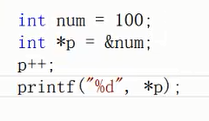 int num = 100;
int *p = &num;
p++;
printf("%d", *p);